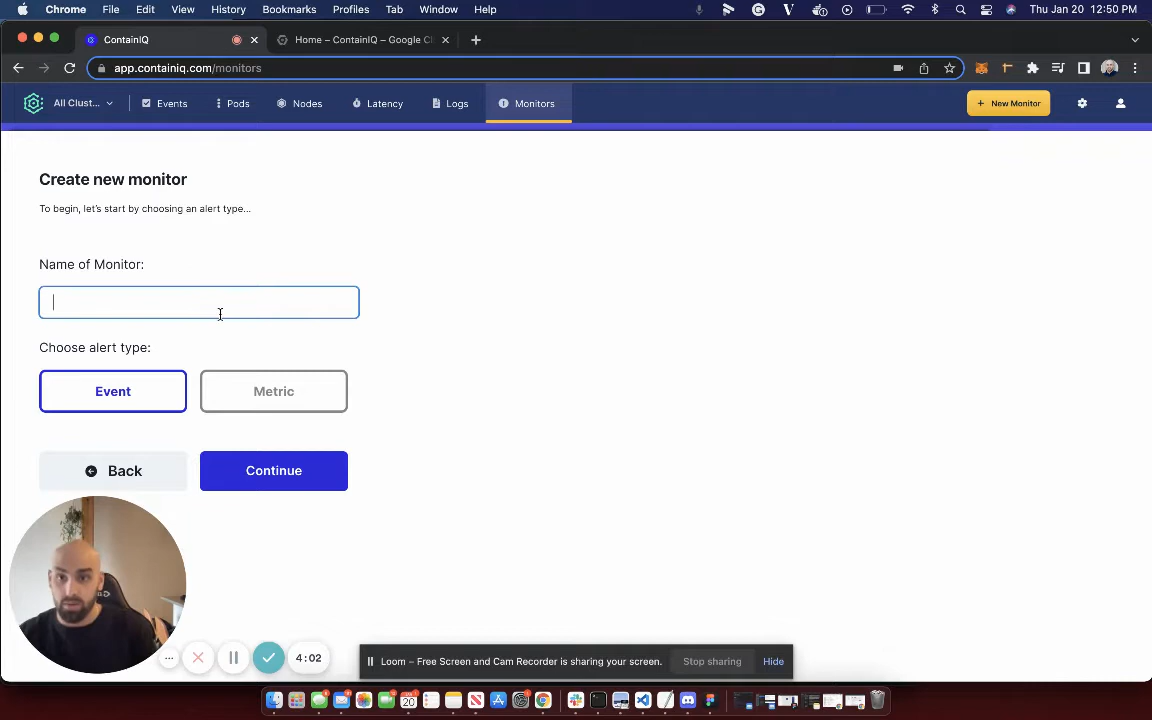 Chrome File Edit View History Bookmarks Profiles Tab Window Help Thu Jan 20 12:50 PM
ContainIQ Home – ContainIQ – Google Cl
app.containiq.com/monitors
All Clust... Events Pods Nodes Latency Logs Monitors + New Monitor
Create new monitor
To begin, let's start by choosing an alert type...
Name of Monitor:
Choose alert type:
Event Metric
Back Continue
4:02
Loom – Free Screen and Cam Recorder is sharing your screen. Stop sharing Hide